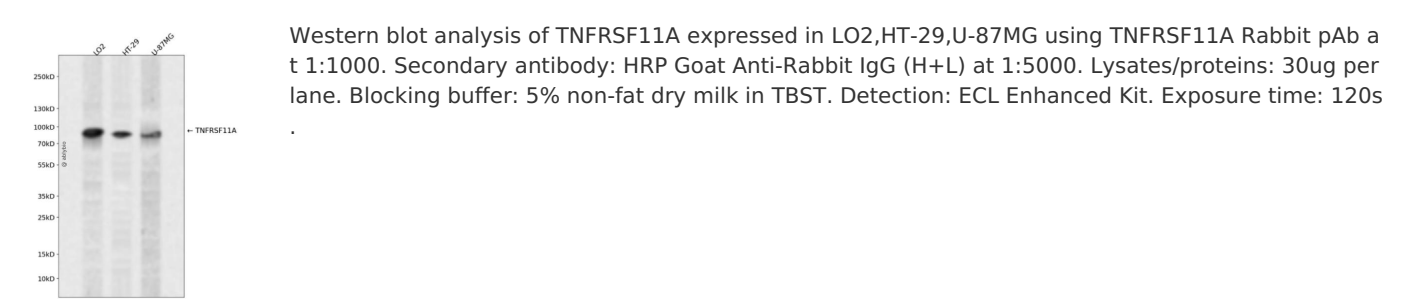 LO2
HT-29
U-87MG
250kD
130kD
100kD
70kD
55kD
35kD
25kD
15kD
10kD
← TNFRSF11A
Western blot analysis of TNFRSF11A expressed in LO2,HT-29,U-87MG using TNFRSF11A Rabbit pAb a
t 1:1000. Secondary antibody: HRP Goat Anti-Rabbit IgG (H+L) at 1:5000. Lysates/proteins: 30ug per
lane. Blocking buffer: 5% non-fat dry milk in TBST. Detection: ECL Enhanced Kit. Exposure time: 120s
.